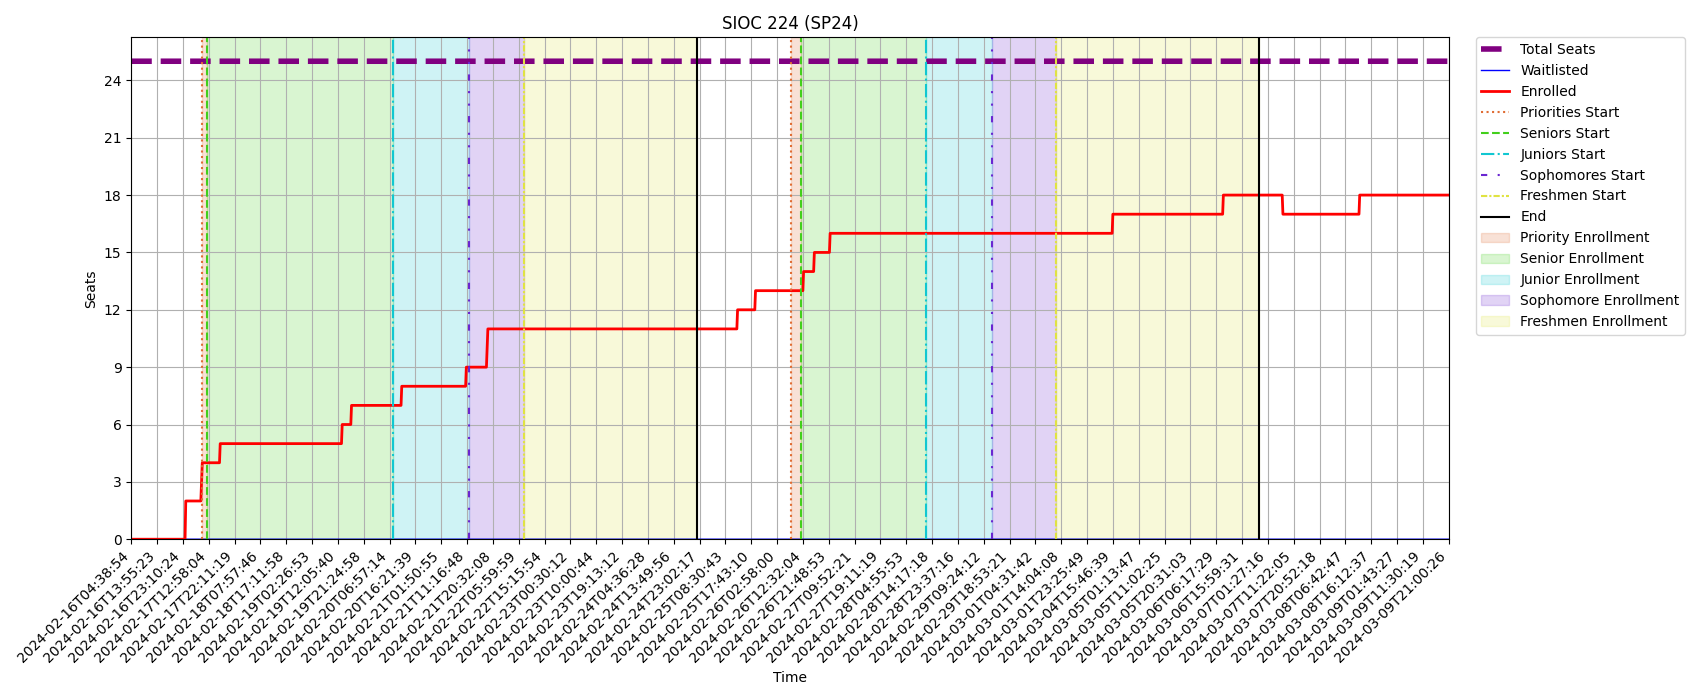 SIOC 224 (SP24)
Total Seats
Waitlisted
Enrolled
Priorities Start
Seniors Start
Juniors Start
Sophomores Start
Freshmen Start
End
Priority Enrollment
Senior Enrollment
Junior Enrollment
Sophomore Enrollment
Freshmen Enrollment
Seats
24
21
18
15
12
9
6
3
0
2024-02-16T04:38:54
2024-02-16T13:55:23
2024-02-16T23:10:24
2024-02-17T12:58:04
2024-02-17T22:11:19
2024-02-18T07:57:46
2024-02-18T17:11:58
2024-02-19T02:26:53
2024-02-19T12:05:40
2024-02-19T21:24:58
2024-02-20T06:57:14
2024-02-20T16:21:39
2024-02-21T01:50:55
2024-02-21T11:16:48
2024-02-21T20:32:08
2024-02-22T05:59:59
2024-02-22T15:15:54
2024-02-23T00:30:12
2024-02-23T10:00:44
2024-02-23T19:13:12
2024-02-24T04:36:28
2024-02-24T13:49:56
2024-02-24T23:02:17
2024-02-25T08:30:43
2024-02-25T17:43:10
2024-02-26T02:58:00
2024-02-26T12:32:04
2024-02-26T21:48:53
2024-02-27T09:52:21
2024-02-27T19:11:19
2024-02-28T04:55:53
2024-02-28T14:17:18
2024-02-28T23:37:16
2024-02-29T09:24:12
2024-02-29T18:53:21
2024-03-01T04:31:42
2024-03-01T14:04:08
2024-03-01T23:25:49
2024-03-04T15:46:39
2024-03-05T01:13:47
2024-03-05T11:02:25
2024-03-05T20:31:03
2024-03-06T06:17:29
2024-03-06T15:59:31
2024-03-07T01:27:16
2024-03-07T11:22:05
2024-03-07T20:52:18
2024-03-08T06:42:47
2024-03-08T16:12:37
2024-03-09T01:43:27
2024-03-09T11:30:19
2024-03-09T21:00:26
Time